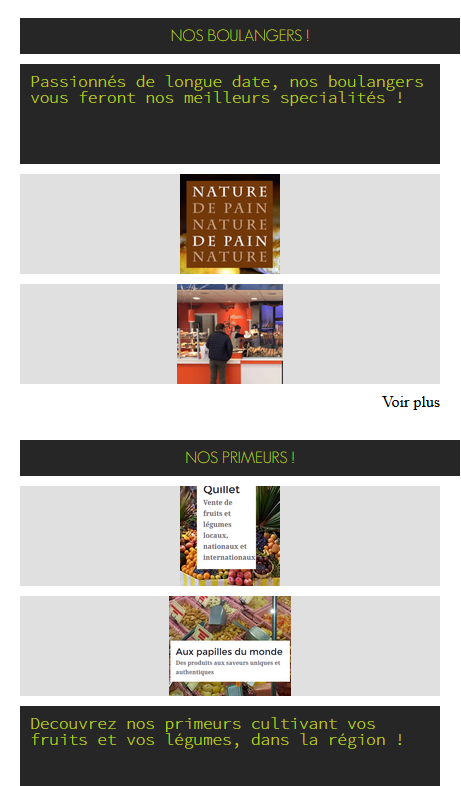 NOS BOULANGERS !
Passionnés de longue date, nos boulangers
vous feront nos meilleurs specialités !
NATURE
DE PAIN
NATURE
DE PAIN
NATURE
Voir plus
NOS PRIMEURS !
Quillet
Vente de
fruits et
légumes
locaux,
nationaux et
internationaux
Aux papilles du monde
Des produits aux saveurs uniques et
authentiques
Decouvrez nos primeurs cultivant vos
fruits et vos légumes, dans la région !